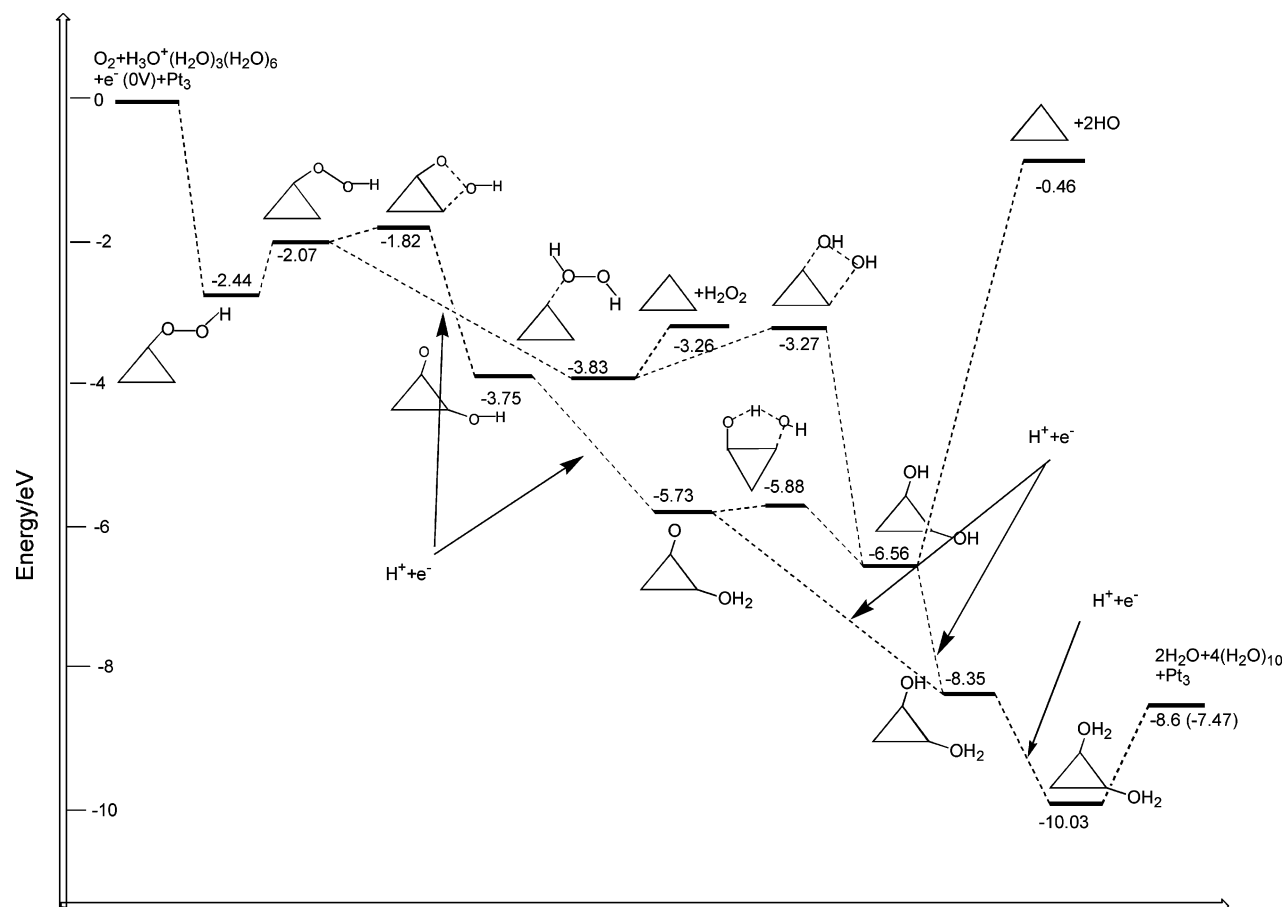 O₂+H₃O⁺(H₂O)₃(H₂O)₆
+e⁻ (0V)+Pt₃
0
-2
-4
-6
-8
-10
Energy/eV
-2.44
O O H
-2.07
O O H
-1.82
O O H
-3.75
O O H
-3.83
H O O H
+H₂O₂
-3.26
OH OH
-3.27
+2HO
-0.46
H⁺+e⁻
-5.73
O OH₂
O H O H
-5.88
OH OH
-6.56
H⁺+e⁻
-8.35
OH OH₂
H⁺+e⁻
-10.03
OH₂ OH₂
2H₂O+4(H₂O)₁₀
+Pt₃
-8.6 (-7.47)